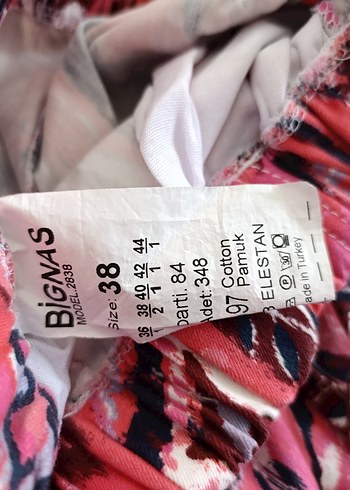 BiGNAS
MODEL.2838
Size: 38
36 38 40 42 44
2 1 1 1
Parti. 84
Adet: 348
97 Cotton
Pamuk
3 ELESTAN
P 30
Made in Turkey